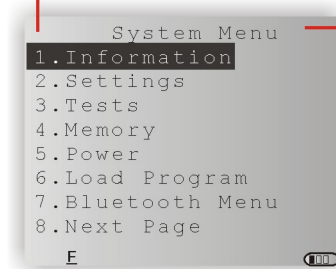 System Menu
1.Information
2.Settings
3.Tests
4.Memory
5.Power
6.Load Program
7.Bluetooth Menu
8.Next Page
F